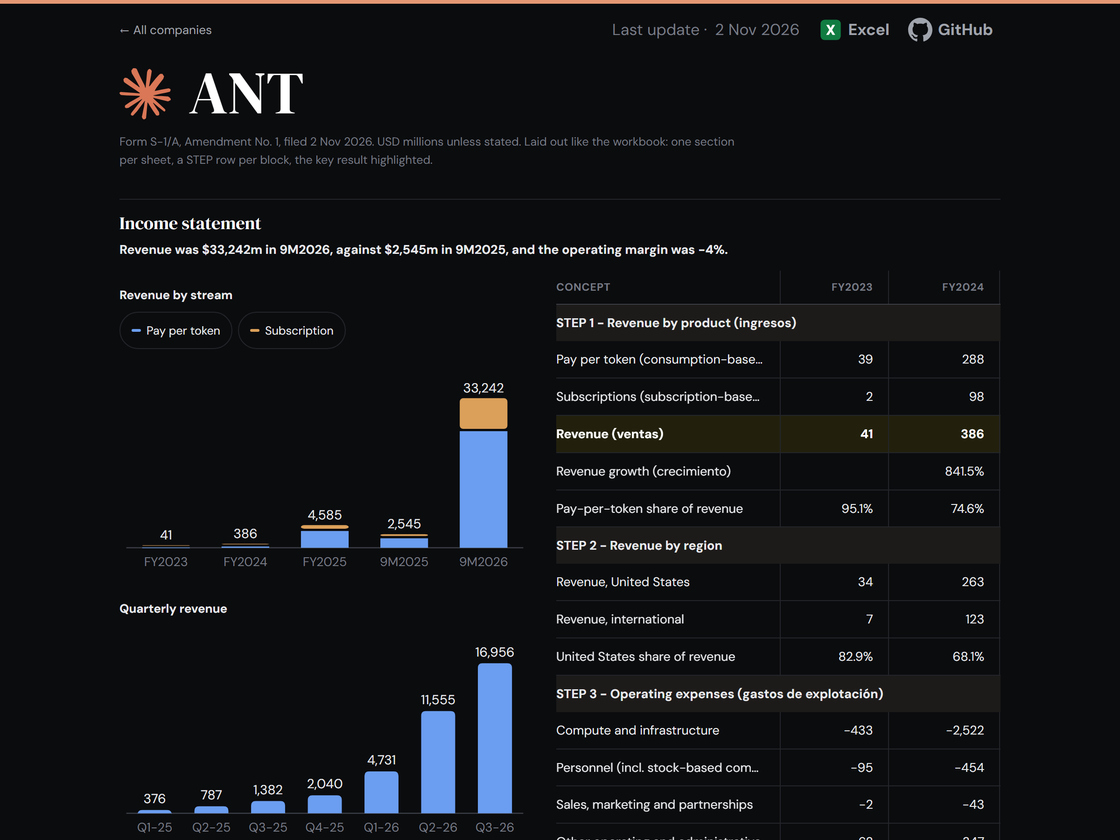 ← All companies
Last update · 2 Nov 2026
X Excel
GitHub
ANT
Form S-1/A, Amendment No. 1, filed 2 Nov 2026. USD millions unless stated. Laid out like the workbook: one section
per sheet, a STEP row per block, the key result highlighted.
Income statement
Revenue was $33,242m in 9M2026, against $2,545m in 9M2025, and the operating margin was -4%.
Revenue by stream
Pay per token
Subscription
33,242
4,585
2,545
41
386
FY2023 FY2024 FY2025 9M2025 9M2026
Quarterly revenue
16,956
11,555
4,731
2,040
1,382
787
376
Q1-25 Q2-25 Q3-25 Q4-25 Q1-26 Q2-26 Q3-26
CONCEPT FY2023 FY2024
STEP 1 - Revenue by product (ingresos)
Pay per token (consumption-base... 39 288
Subscriptions (subscription-base... 2 98
Revenue (ventas) 41 386
Revenue growth (crecimiento) 841.5%
Pay-per-token share of revenue 95.1% 74.6%
STEP 2 - Revenue by region
Revenue, United States 34 263
Revenue, international 7 123
United States share of revenue 82.9% 68.1%
STEP 3 - Operating expenses (gastos de explotación)
Compute and infrastructure -433 -2,522
Personnel (incl. stock-based com... -95 -454
Sales, marketing and partnerships -2 -43